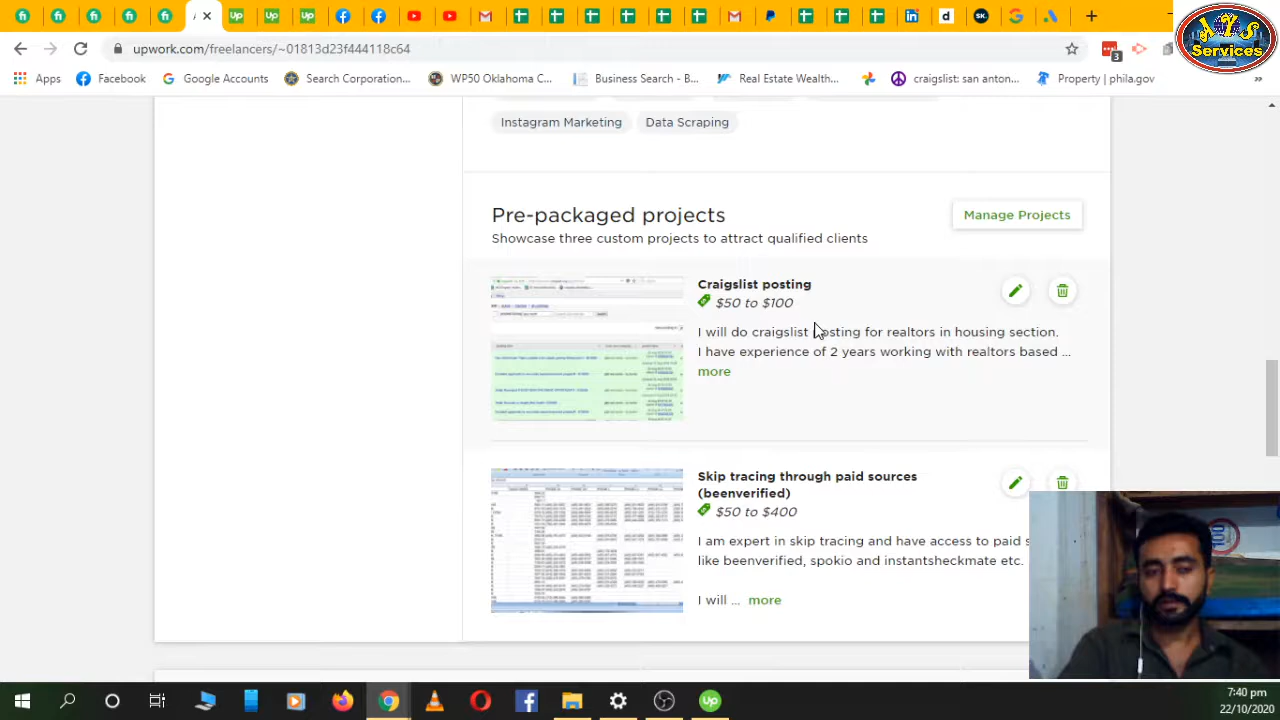 upwork.com/freelancers/~01813d23f444118c64
3
AZS
Services
Apps
Facebook
Google Accounts
Search Corporation...
WP50 Oklahoma C...
Business Search - B...
Real Estate Wealth...
craigslist: san anton...
Property | phila.gov
»
Instagram Marketing
Data Scraping
Pre-packaged projects
Manage Projects
Showcase three custom projects to attract qualified clients
Craigslist posting
$50 to $100
I will do craigslist posting for realtors in housing section.
I have experience of 2 years working with realtors based ...
more
Skip tracing through paid sources
(beenverified)
$50 to $400
I am expert in skip tracing and have access to paid s
like beenverified, spokio and instantscheckmate etc.
I will ... more
7:40 pm
22/10/2020